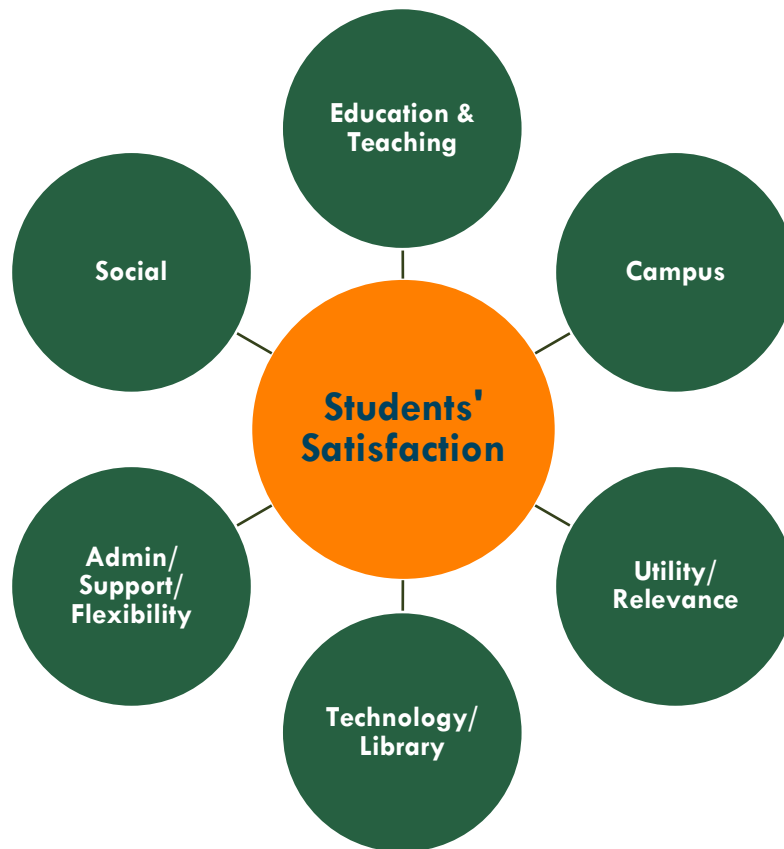 Education &
Teaching
Social
Campus
Students'
Satisfaction
Admin/
Support/
Flexibility
Utility/
Relevance
Technology/
Library